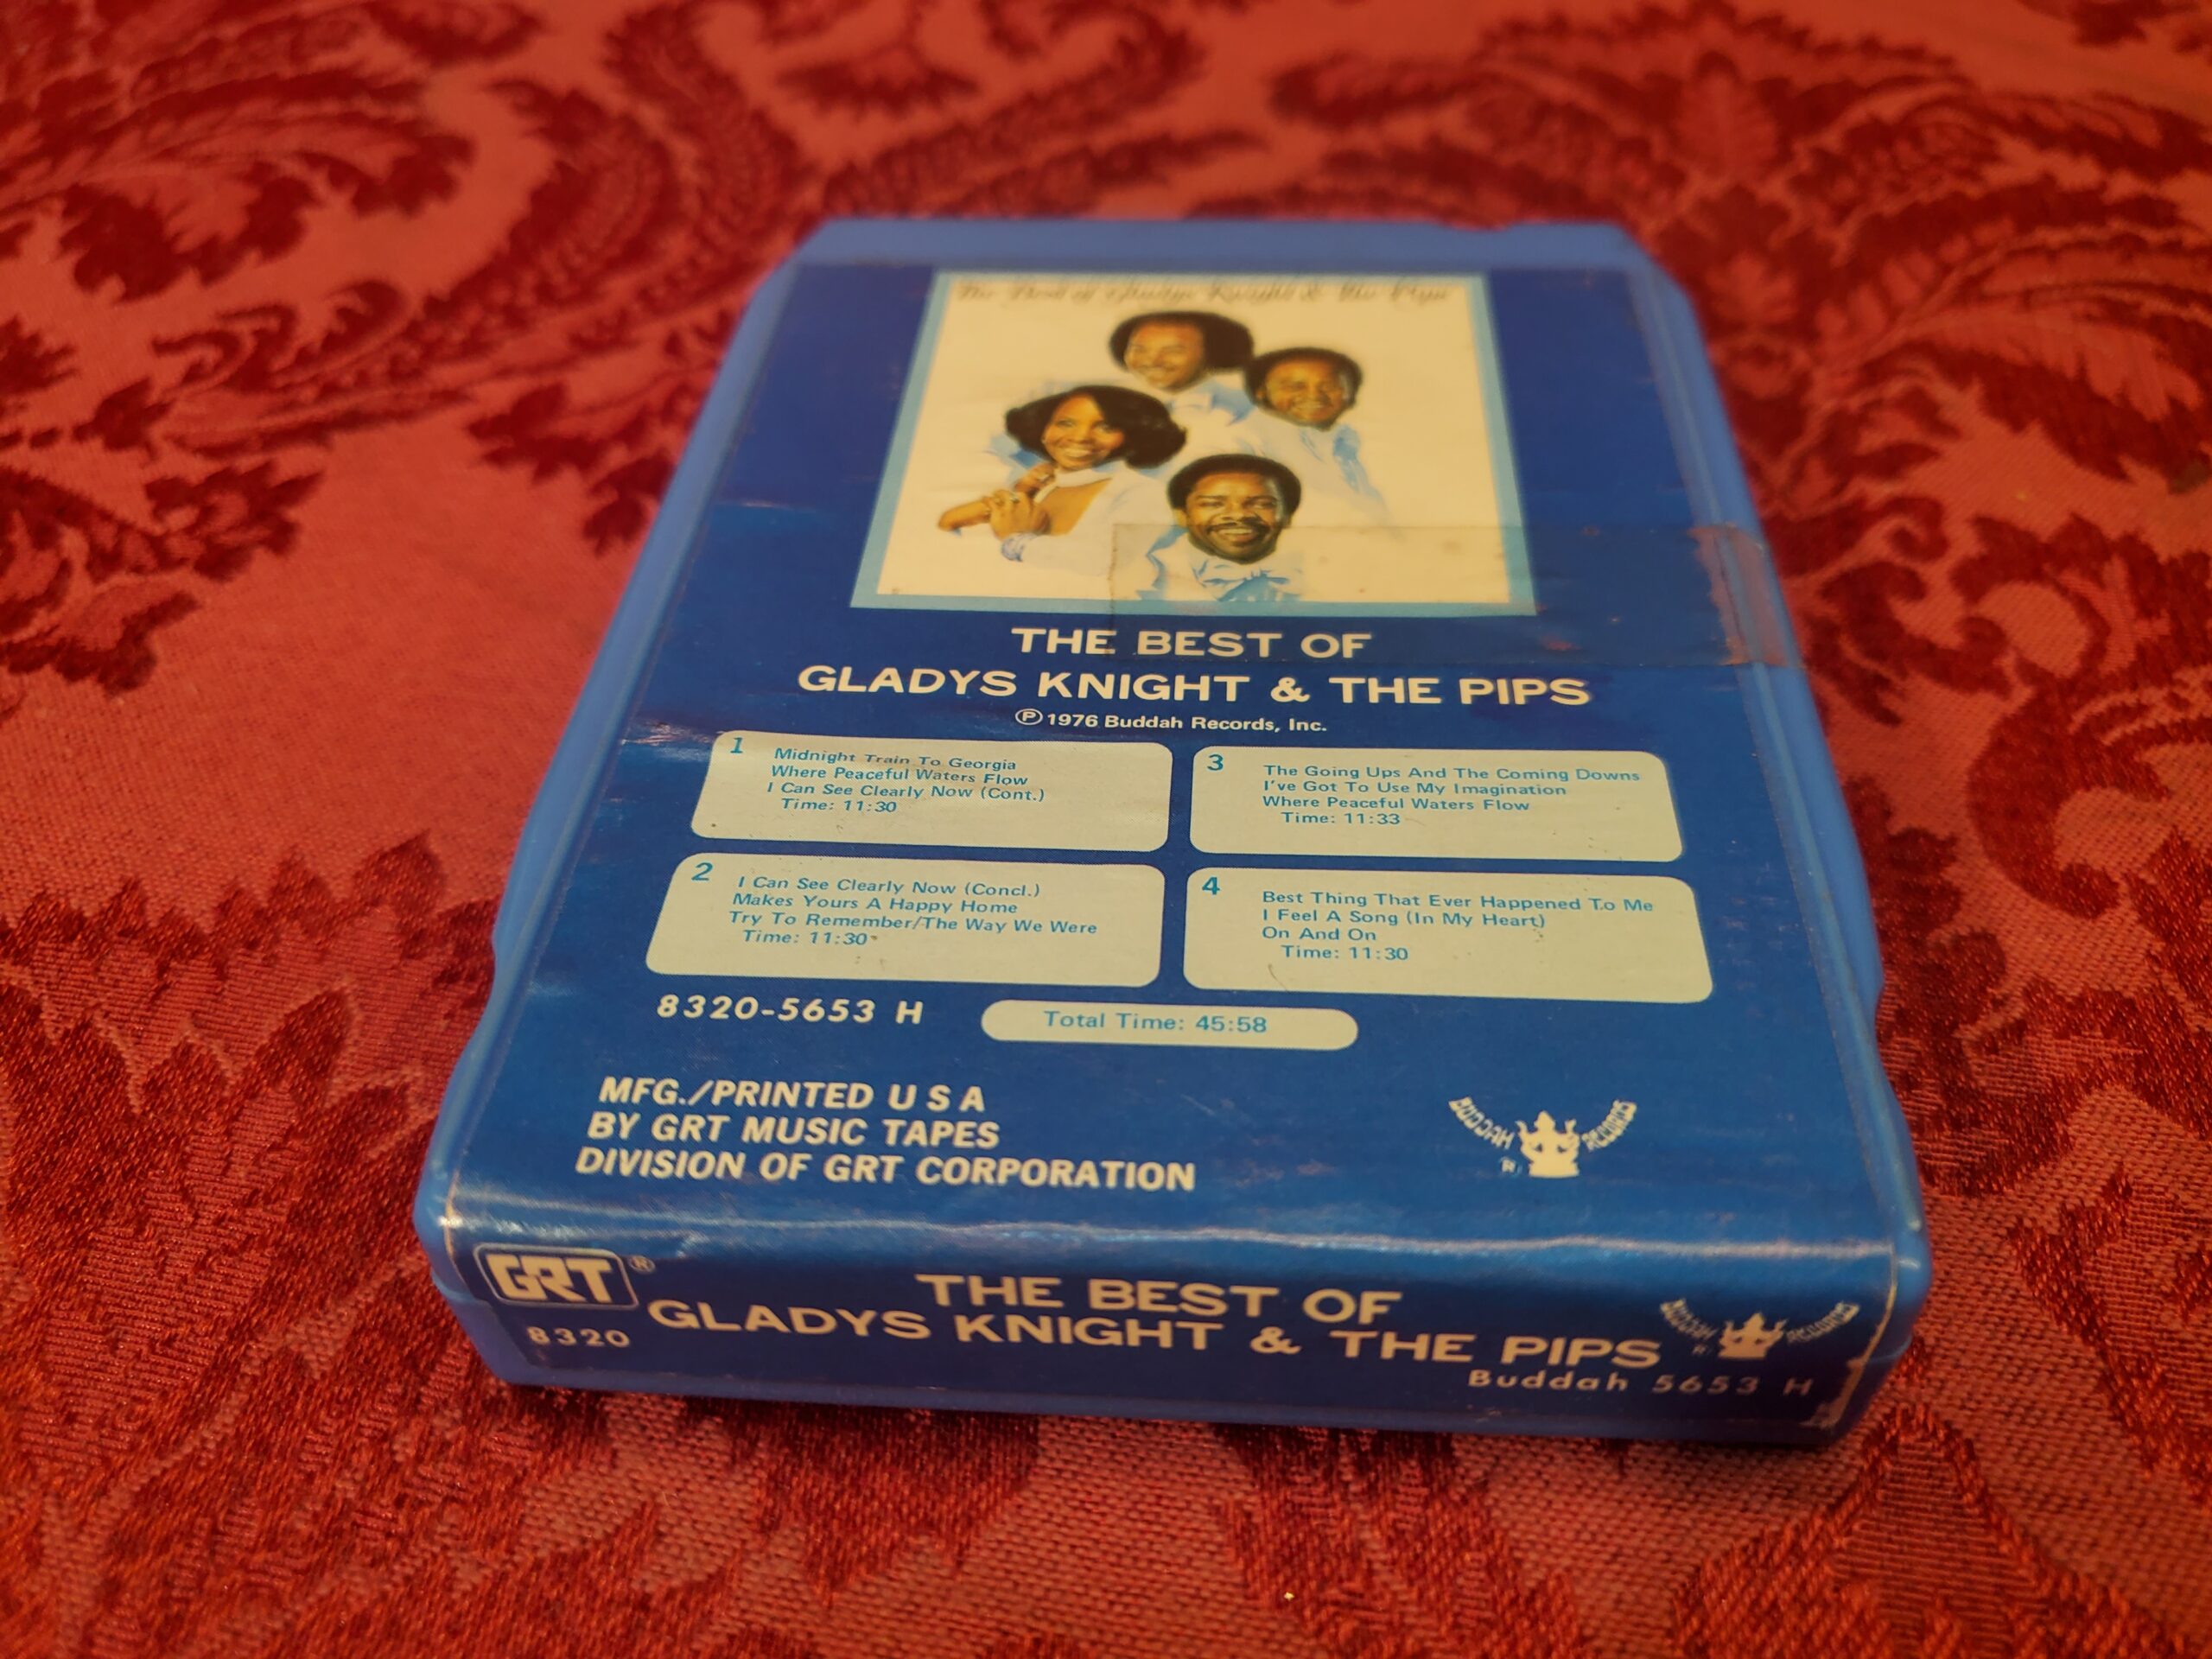 The Best of Gladys Knight & the Pips
THE BEST OF
GLADYS KNIGHT & THE PIPS
Ⓟ 1976 Buddah Records, Inc.
1
Midnight Train To Georgia
Where Peaceful Waters Flow
I Can See Clearly Now (Cont.)
Time: 11:30
2
I Can See Clearly Now (Concl.)
Makes Yours A Happy Home
Try To Remember/The Way We Were
Time: 11:30
3
The Going Ups And The Coming Downs
I've Got To Use My Imagination
Where Peaceful Waters Flow
Time: 11:33
4
Best Thing That Ever Happened To Me
I Feel A Song (In My Heart)
On And On
Time: 11:30
8320-5653 H
Total Time: 45:58
MFG./PRINTED U S A
BY GRT MUSIC TAPES
DIVISION OF GRT CORPORATION
BUDDAH RECORDS
GRT®
8320
THE BEST OF
GLADYS KNIGHT & THE PIPS
BUDDAH RECORDS
Buddah 5653 H